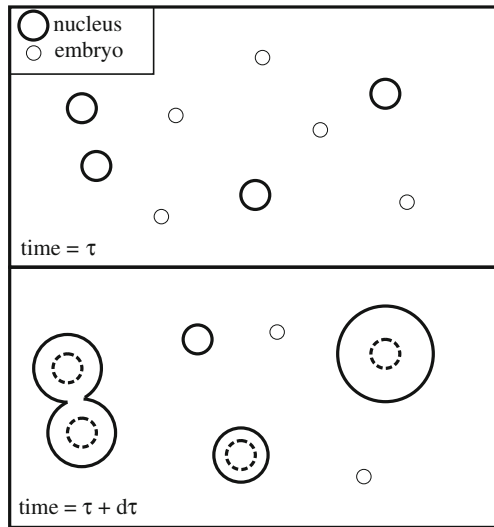 nucleus
embryo
time = τ
time = τ + dτ